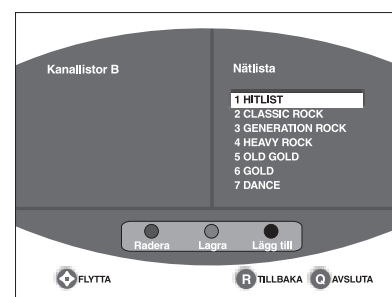 Kanallistor B
Nätlista
1 HITLIST
2 CLASSIC ROCK
3 GENERATION ROCK
4 HEAVY ROCK
5 OLD GOLD
6 GOLD
7 DANCE
Radera Lagra Lägg till
FLYTTA R TILLBAKA Q AVSLUTA